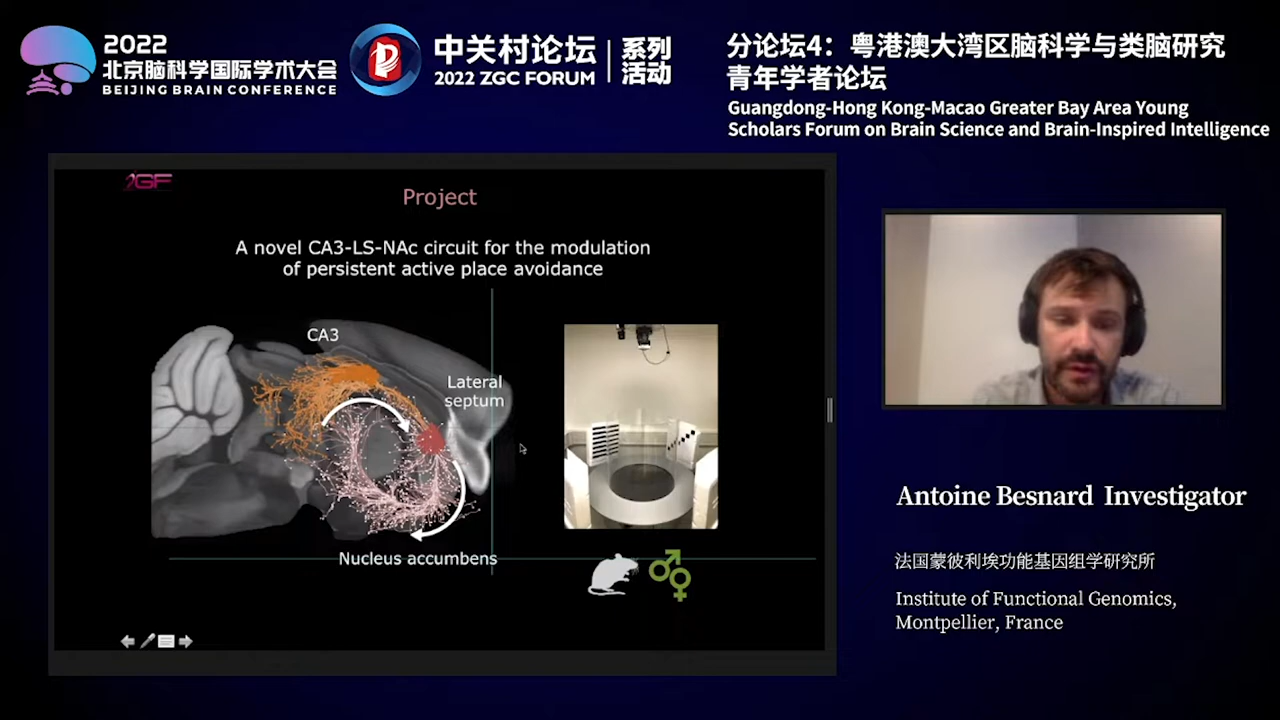 2022
北京脑科学国际学术大会
BEIJING BRAIN CONFERENCE
中关村论坛
2022 ZGC FORUM
系列
活动
分论坛4：粤港澳大湾区脑科学与类脑研究
青年学者论坛
Guangdong-Hong Kong-Macao Greater Bay Area Young
Scholars Forum on Brain Science and Brain-Inspired Intelligence
Project
A novel CA3-LS-NAc circuit for the modulation
of persistent active place avoidance
CA3
Lateral
septum
Nucleus accumbens
Antoine Besnard Investigator
法国蒙彼利埃功能基因组学研究所
Institute of Functional Genomics,
Montpellier, France